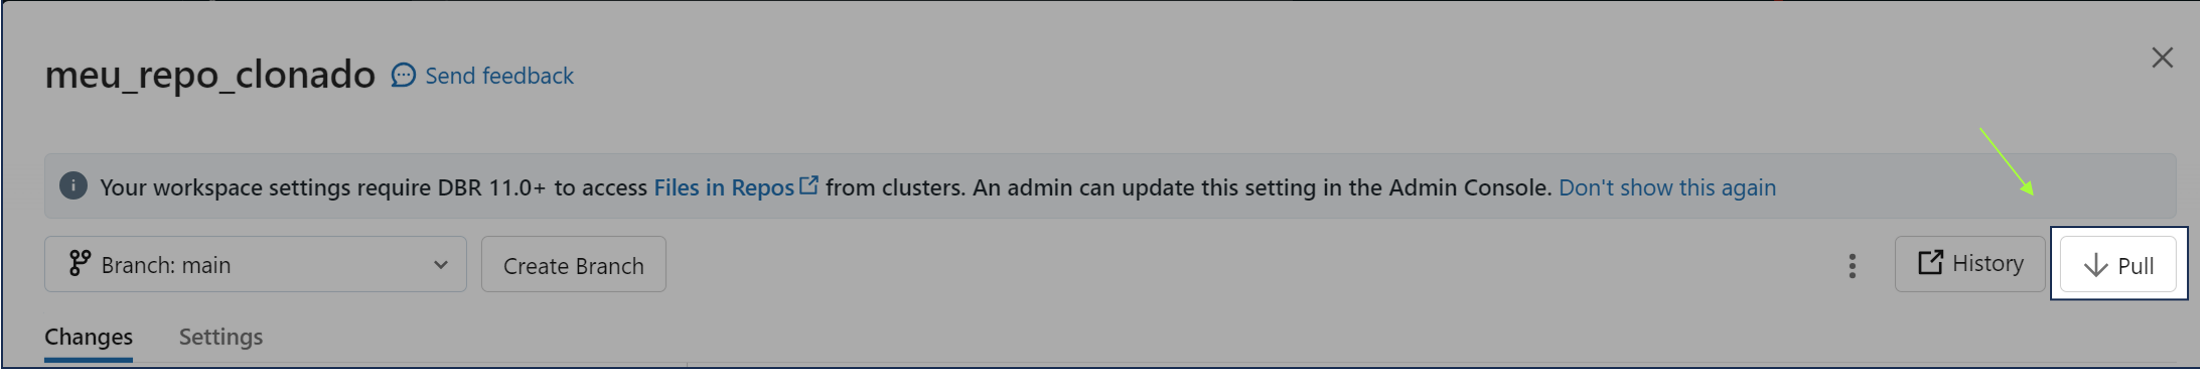 meu_repo_clonado Send feedback
Your workspace settings require DBR 11.0+ to access Files in Repos from clusters. An admin can update this setting in the Admin Console. Don't show this again
Branch: main Create Branch History Pull
Changes Settings